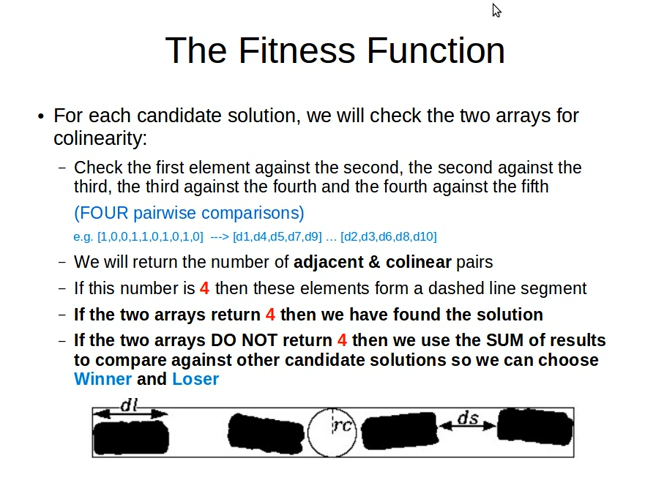 The Fitness Function
• For each candidate solution, we will check the two arrays for
colinearity:
– Check the first element against the second, the second against the
third, the third against the fourth and the fourth against the fifth
(FOUR pairwise comparisons)
e.g. [1,0,0,1,1,0,1,0,1,0] ---> [d1,d4,d5,d7,d9] ... [d2,d3,d6,d8,d10]
– We will return the number of adjacent & colinear pairs
– If this number is 4 then these elements form a dashed line segment
– If the two arrays return 4 then we have found the solution
– If the two arrays DO NOT return 4 then we use the SUM of results
to compare against other candidate solutions so we can choose
Winner and Loser
dl
rc
ds